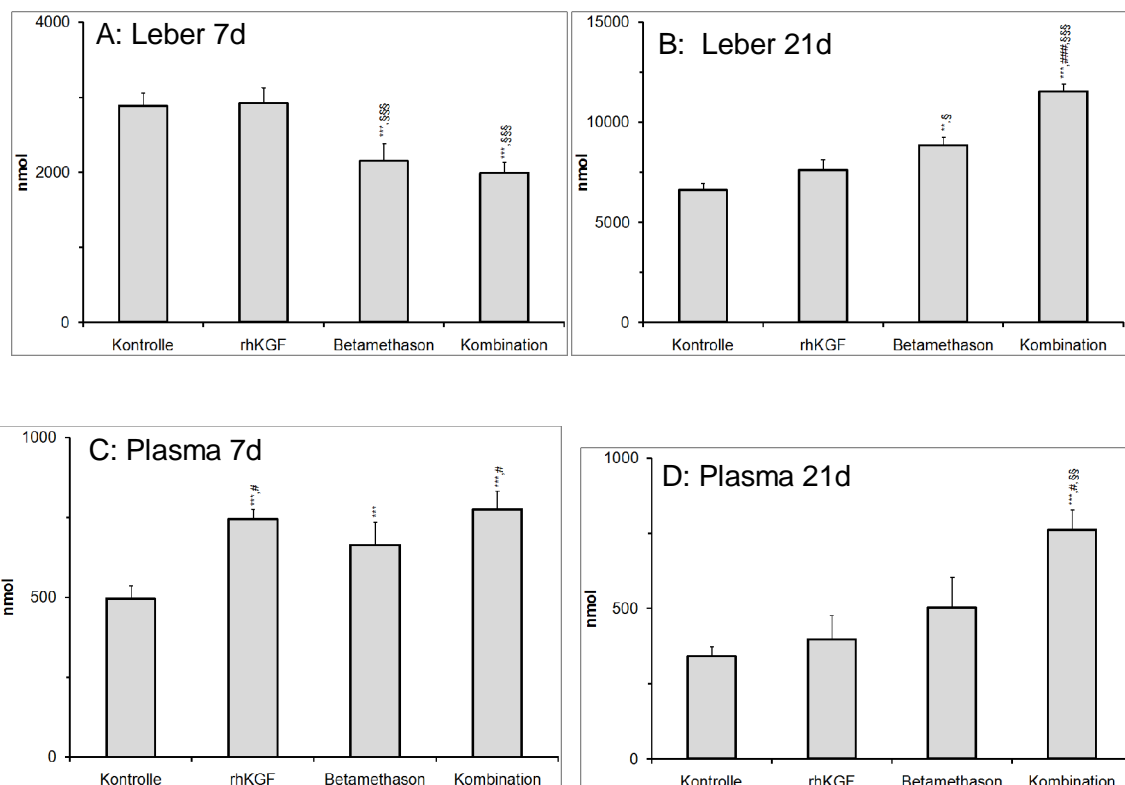 A: Leber 7d
4000
2000
0
nmol
***,§§§
***,§§§
Kontrolle rhKGF Betamethason Kombination
B: Leber 21d
15000
10000
5000
0
nmol
**,§
***,###,§§§
Kontrolle rhKGF Betamethason Kombination
C: Plasma 7d
1000
500
0
nmol
***,#
***
***,#
Kontrolle rhKGF Betamethason Kombination
D: Plasma 21d
1000
500
0
nmol
***,#,§§
Kontrolle rhKGF Betamethason Kombination